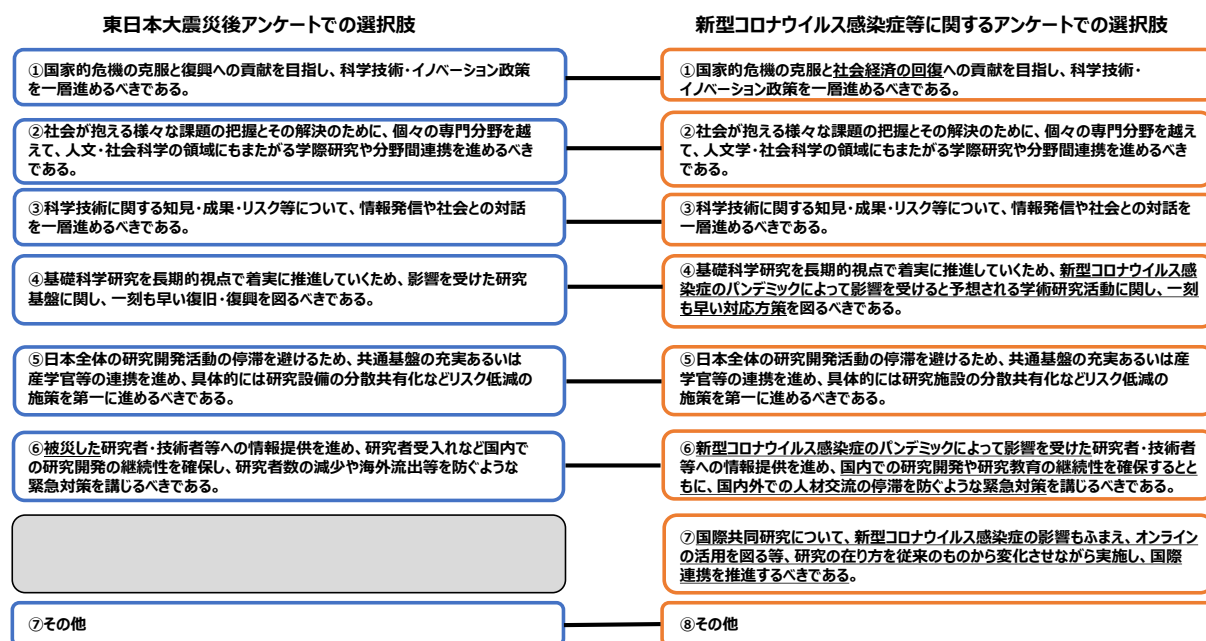 東日本大震災後アンケートでの選択肢
①国家的危機の克服と復興への貢献を目指し、科学技術・イノベーション政策
を一層進めるべきである。
②社会が抱える様々な課題の把握とその解決のために、個々の専門分野を越
えて、人文・社会科学の領域にもまたがる学際研究や分野間連携を進めるべき
である。
③科学技術に関する知見・成果・リスク等について、情報発信や社会との対話
を一層進めるべきである。
④基礎科学研究を長期的視点で着実に推進していくため、影響を受けた研究
基盤に関し、一刻も早い復旧・復興を図るべきである。
⑤日本全体の研究開発活動の停滞を避けるため、共通基盤の充実あるいは
産学官等の連携を進め、具体的には研究設備の分散共有化などリスク低減の
施策を第一に進めるべきである。
⑥被災した研究者・技術者等への情報提供を進め、研究者受入れなど国内で
の研究開発の継続性を確保し、研究者数の減少や海外流出等を防ぐような
緊急対策を講じるべきである。
⑦その他
新型コロナウイルス感染症等に関するアンケートでの選択肢
①国家的危機の克服と社会経済の回復への貢献を目指し、科学技術・
イノベーション政策を一層進めるべきである。
②社会が抱える様々な課題の把握とその解決のために、個々の専門分野を越え
て、人文学・社会科学の領域にもまたがる学際研究や分野間連携を進めるべき
である。
③科学技術に関する知見・成果・リスク等について、情報発信や社会との対話を
一層進めるべきである。
④基礎科学研究を長期的視点で着実に推進していくため、新型コロナウイルス感
染症のパンデミックによって影響を受けると予想される学術研究活動に関し、一刻
も早い対応方策を図るべきである。
⑤日本全体の研究開発活動の停滞を避けるため、共通基盤の充実あるいは産
学官等の連携を進め、具体的には研究施設の分散共有化などリスク低減の
施策を第一に進めるべきである。
⑥新型コロナウイルス感染症のパンデミックによって影響を受けた研究者・技術者
等への情報提供を進め、国内での研究開発や研究教育の継続性を確保するとと
もに、国内外での人材交流の停滞を防ぐような緊急対策を講じるべきである。
⑦国際共同研究について、新型コロナウイルス感染症の影響もふまえ、オンライン
の活用を図る等、研究の在り方を従来のものから変化させながら実施し、国際
連携を推進するべきである。
⑧その他